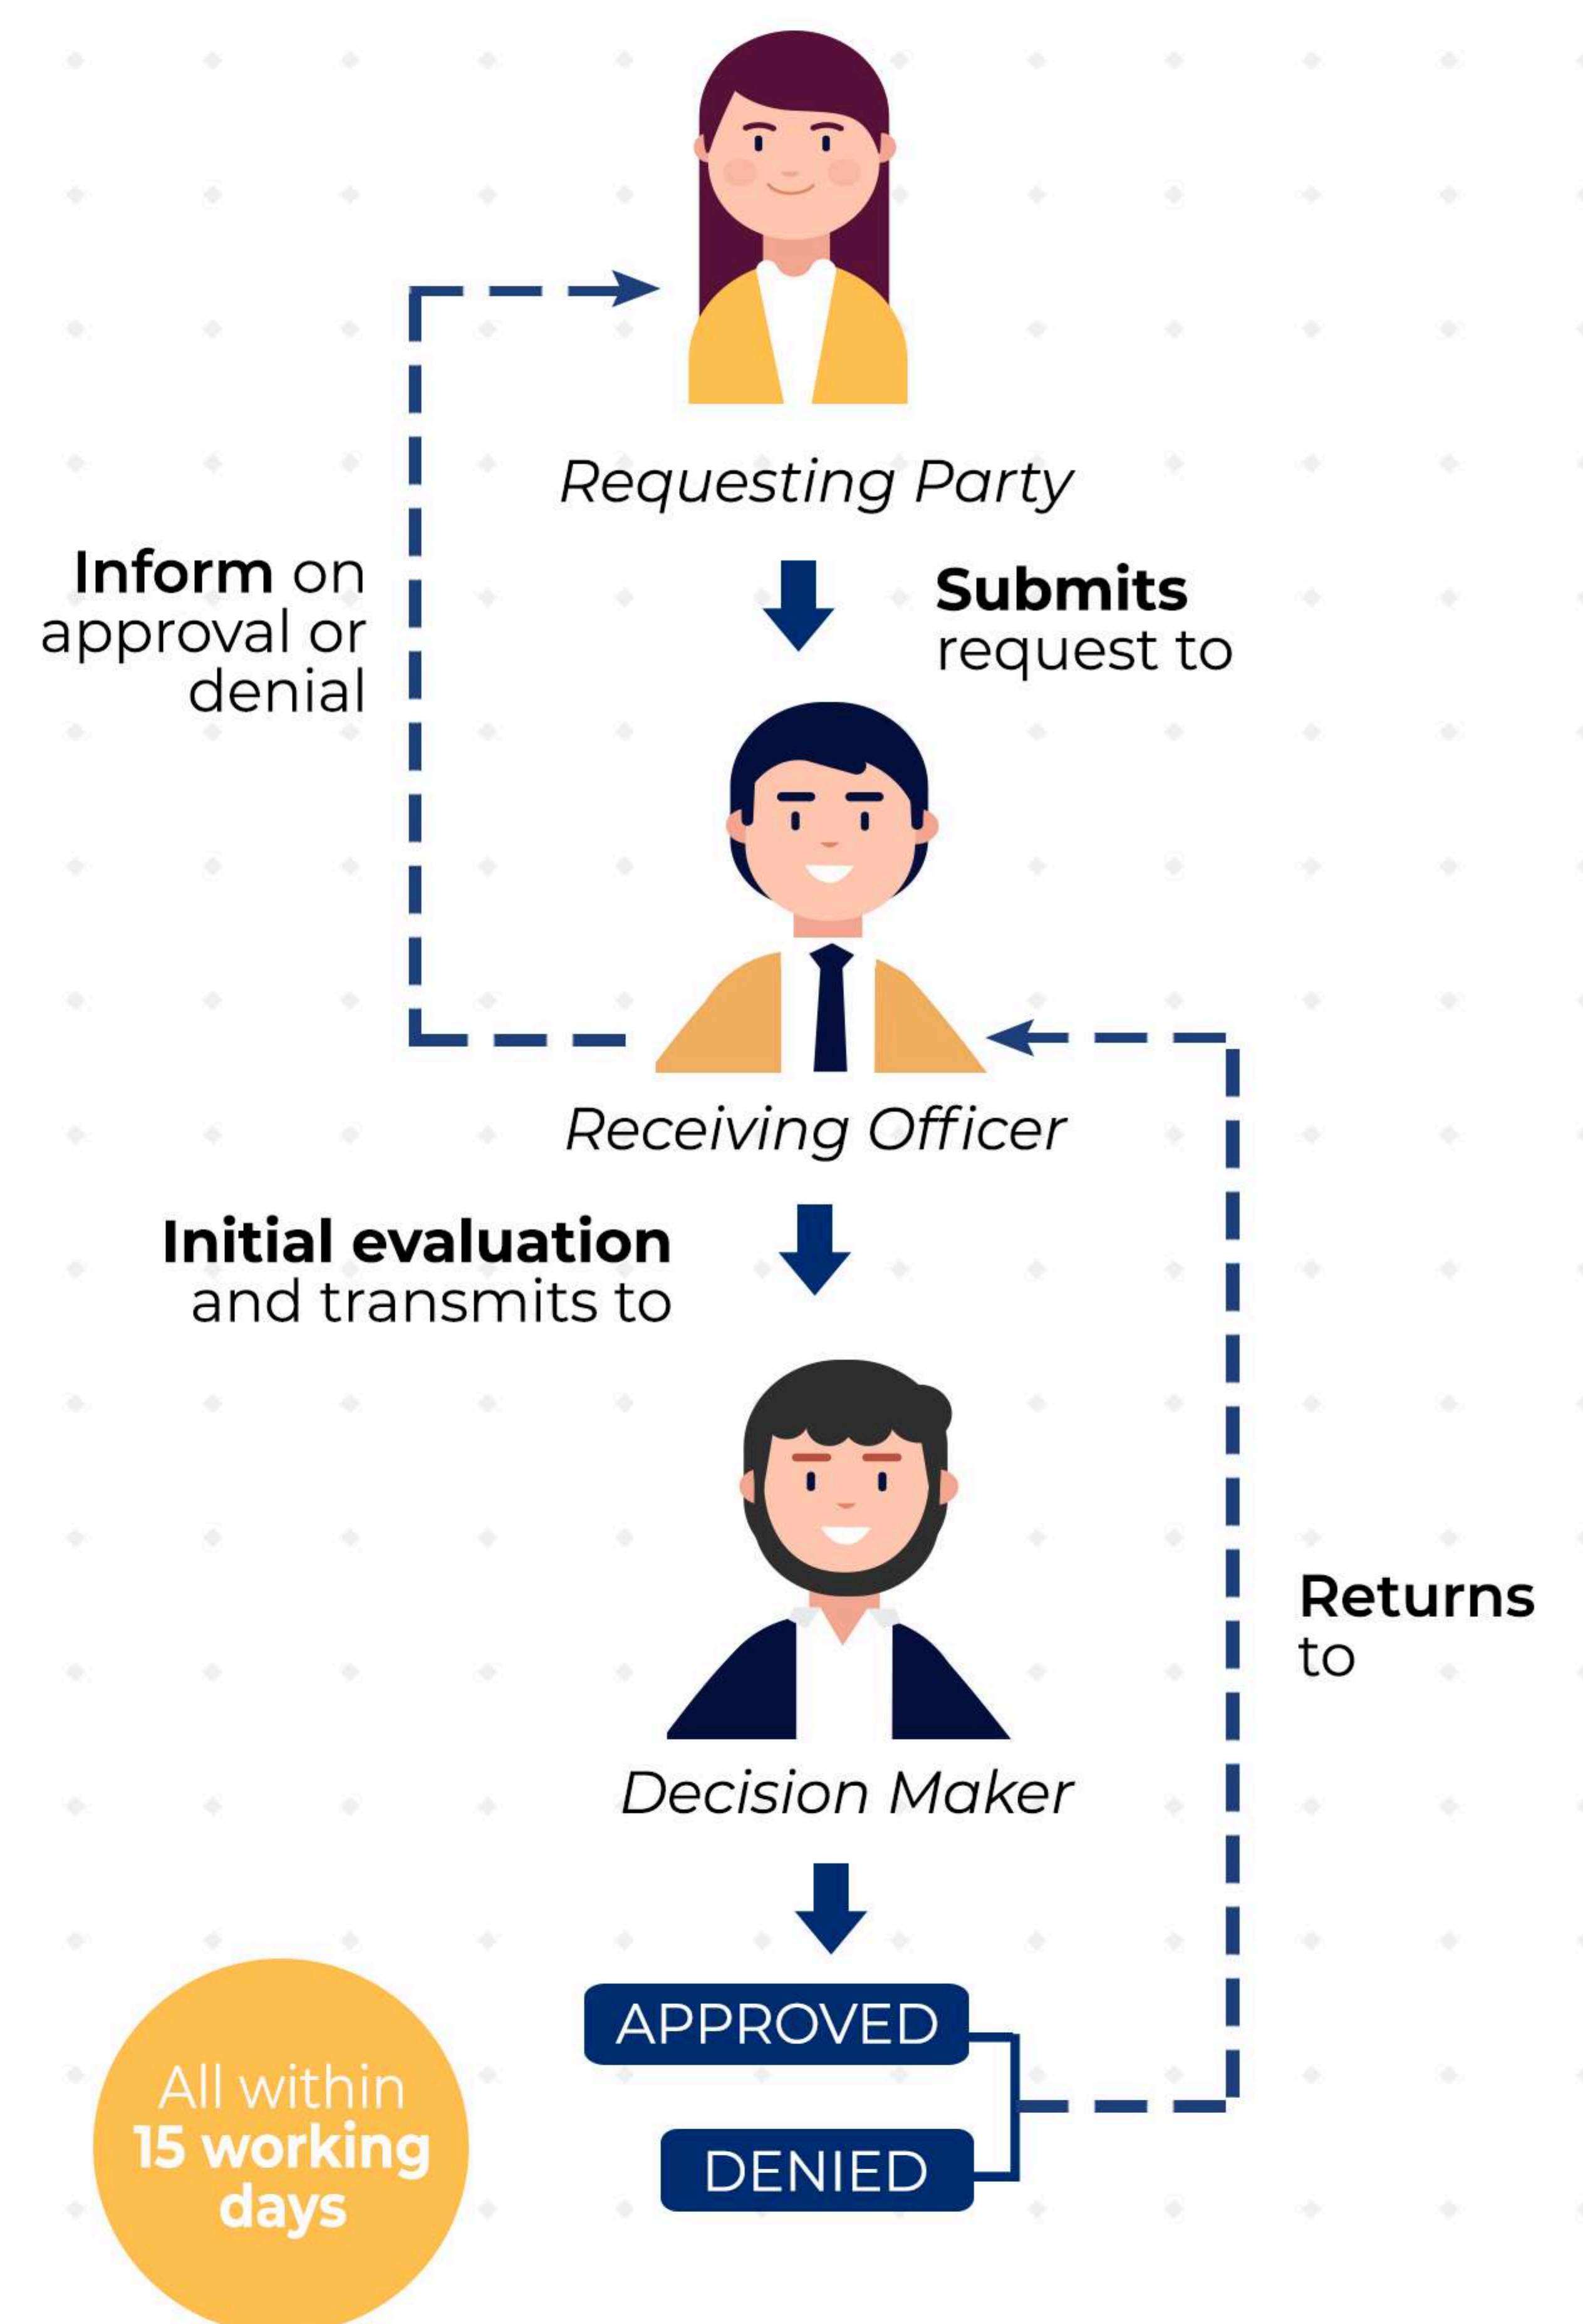 Requesting Party
Inform on
approval or
denial
Submits
request to
Receiving Officer
Initial evaluation
and transmits to
Decision Maker
Returns
to
APPROVED
DENIED
All within
15 working
days